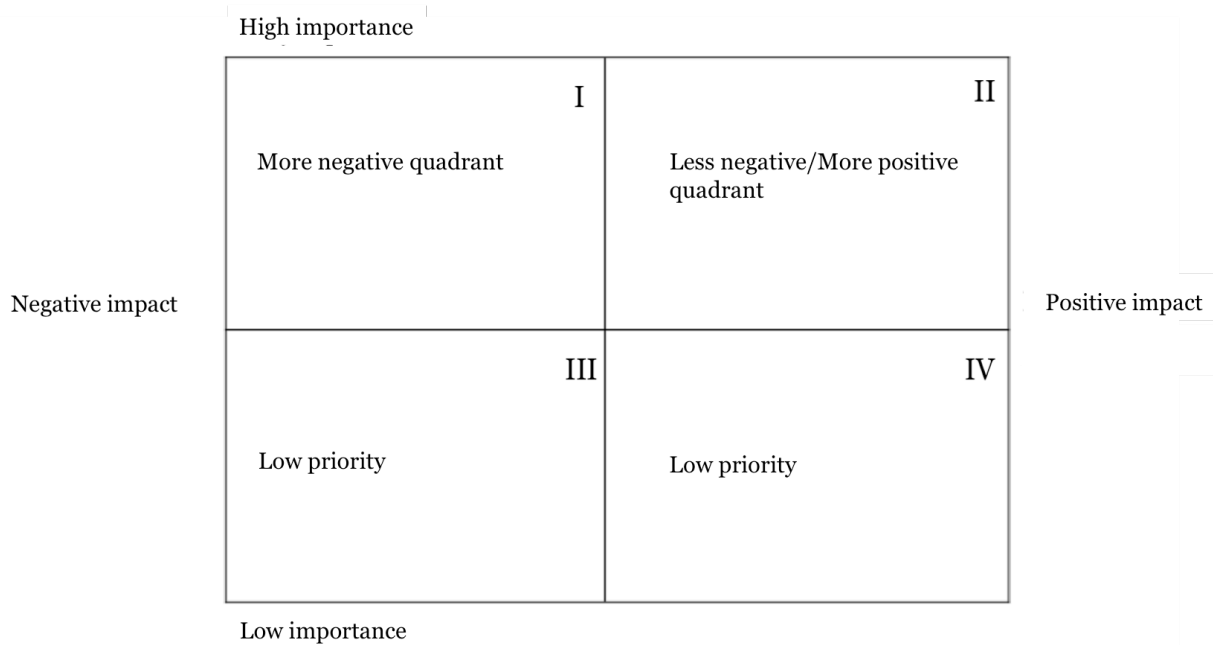 High importance
I
II
More negative quadrant
Less negative/More positive
quadrant
Negative impact
Positive impact
III
IV
Low priority
Low priority
Low importance